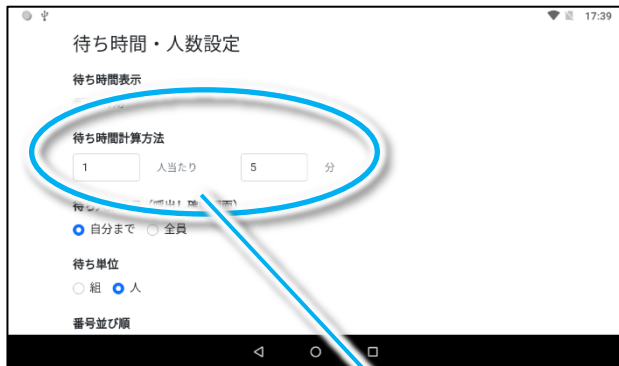 17:39
待ち時間・人数設定
待ち時間表示
待ち時間計算方法
1 人当たり 5 分
自分まで 全員
待ち単位
組 人
番号並び順